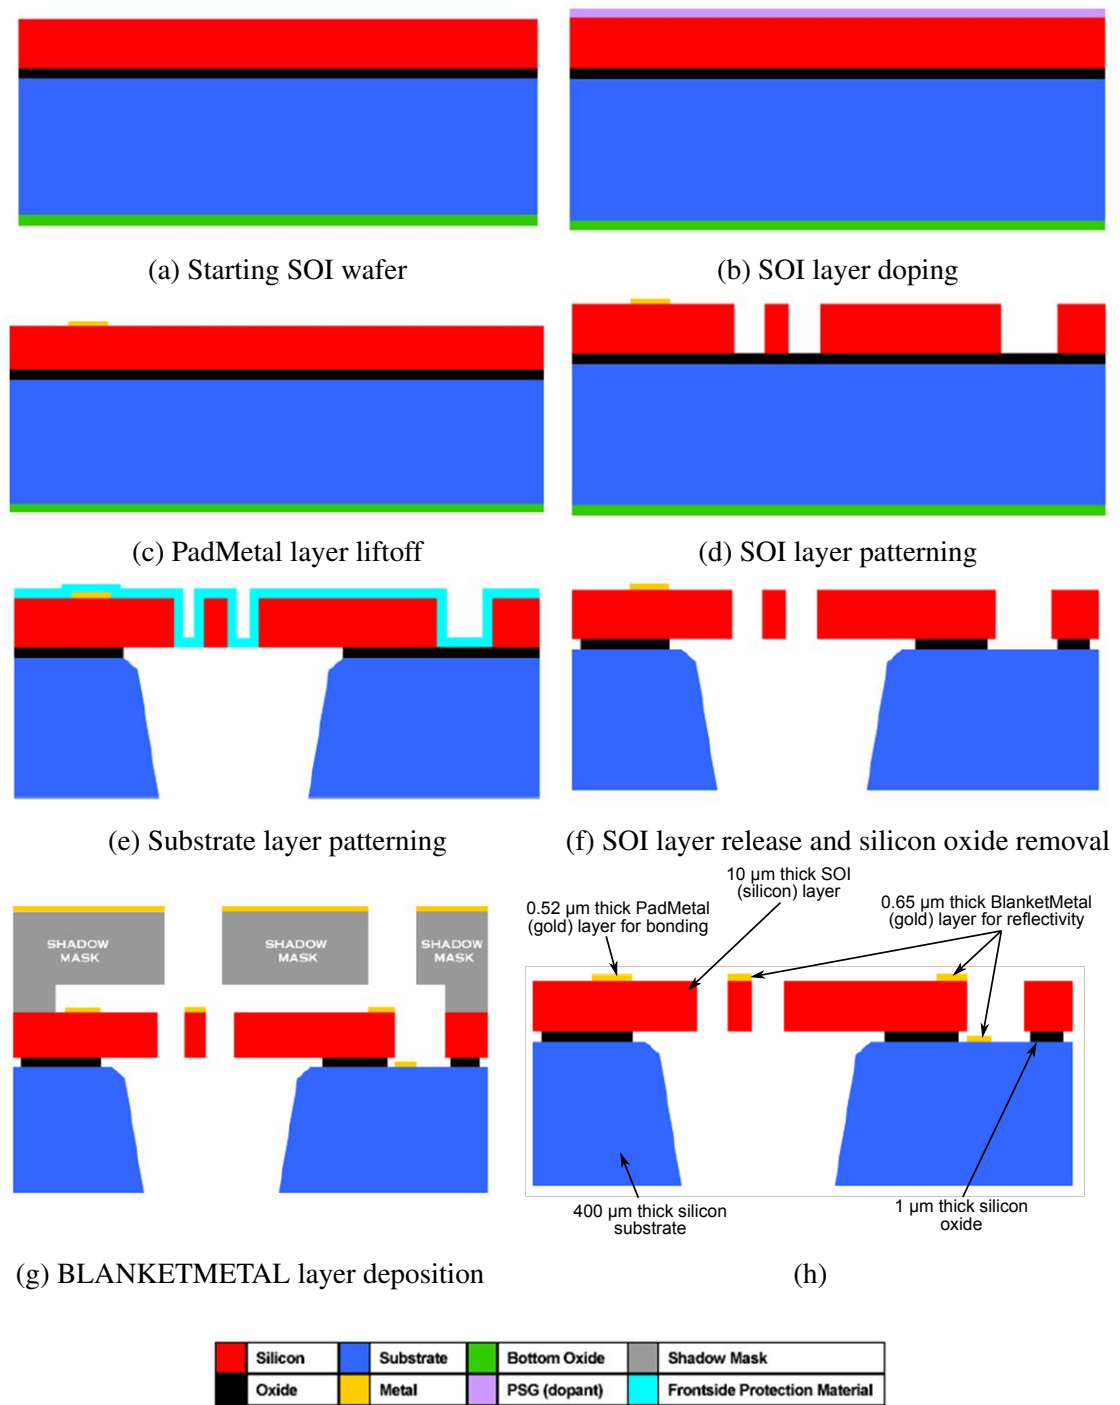 (a) Starting SOI wafer
(b) SOI layer doping
(c) PadMetal layer liftoff
(d) SOI layer patterning
(e) Substrate layer patterning
(f) SOI layer release and silicon oxide removal
SHADOW
MASK
SHADOW
MASK
SHADOW
MASK
(g) BLANKETMETAL layer deposition
0.52 µm thick PadMetal
(gold) layer for bonding
10 µm thick SOI
(silicon) layer
0.65 µm thick BlanketMetal
(gold) layer for reflectivity
400 µm thick silicon
substrate
1 µm thick silicon
oxide
(h)
Silicon
Substrate
Bottom Oxide
Shadow Mask
Oxide
Metal
PSG (dopant)
Frontside Protection Material